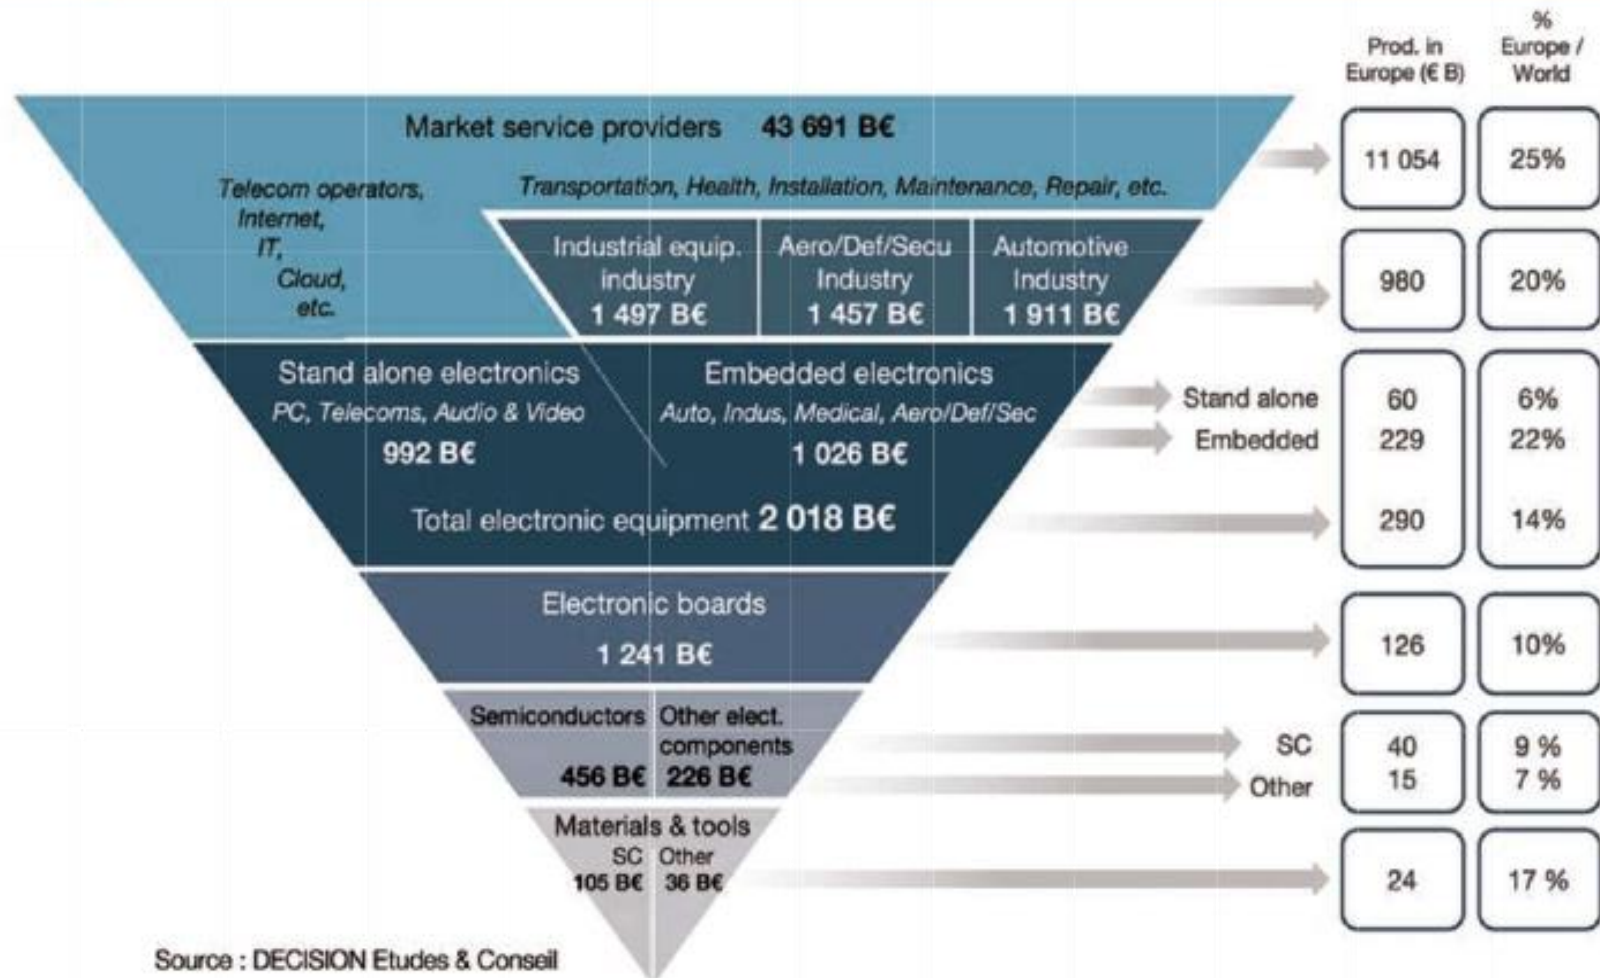 Prod. in
Europe (€ B)
%
Europe /
World
Market service providers 43 691 B€
11 054
25%
Telecom operators,
Internet,
IT,
Cloud,
etc.
Transportation, Health, Installation, Maintenance, Repair, etc.
Industrial equip.
industry
1 497 B€
Aero/Def/Secu
Industry
1 457 B€
Automotive
Industry
1 911 B€
980
20%
Stand alone electronics
PC, Telecoms, Audio & Video
992 B€
Embedded electronics
Auto, Indus, Medical, Aero/Def/Sec
1 026 B€
Stand alone
60
6%
Embedded
229
22%
Total electronic equipment 2 018 B€
290
14%
Electronic boards
1 241 B€
126
10%
Semiconductors
456 B€
Other elect.
components
226 B€
SC
40
9 %
Other
15
7 %
Materials & tools
SC
105 B€
Other
36 B€
24
17 %
Source : DECISION Etudes & Conseil